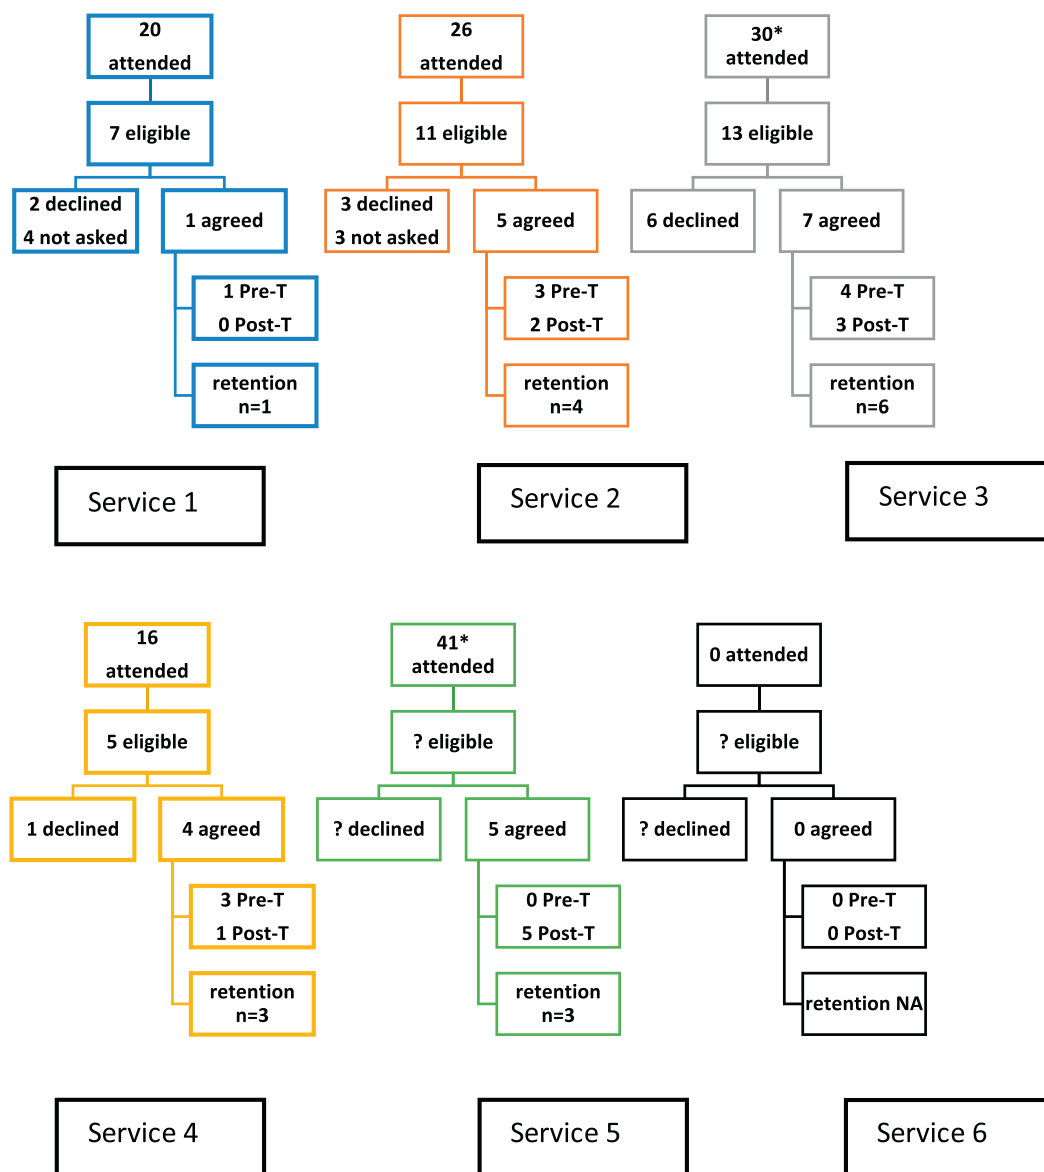 20
attended
7 eligible
2 declined
4 not asked
1 agreed
1 Pre-T
0 Post-T
retention
n=1
Service 1
26
attended
11 eligible
3 declined
3 not asked
5 agreed
3 Pre-T
2 Post-T
retention
n=4
Service 2
30*
attended
13 eligible
6 declined
7 agreed
4 Pre-T
3 Post-T
retention
n=6
Service 3
16
attended
5 eligible
1 declined
4 agreed
3 Pre-T
1 Post-T
retention
n=3
Service 4
41*
attended
? eligible
? declined
5 agreed
0 Pre-T
5 Post-T
retention
n=3
Service 5
0 attended
? eligible
? declined
0 agreed
0 Pre-T
0 Post-T
retention NA
Service 6